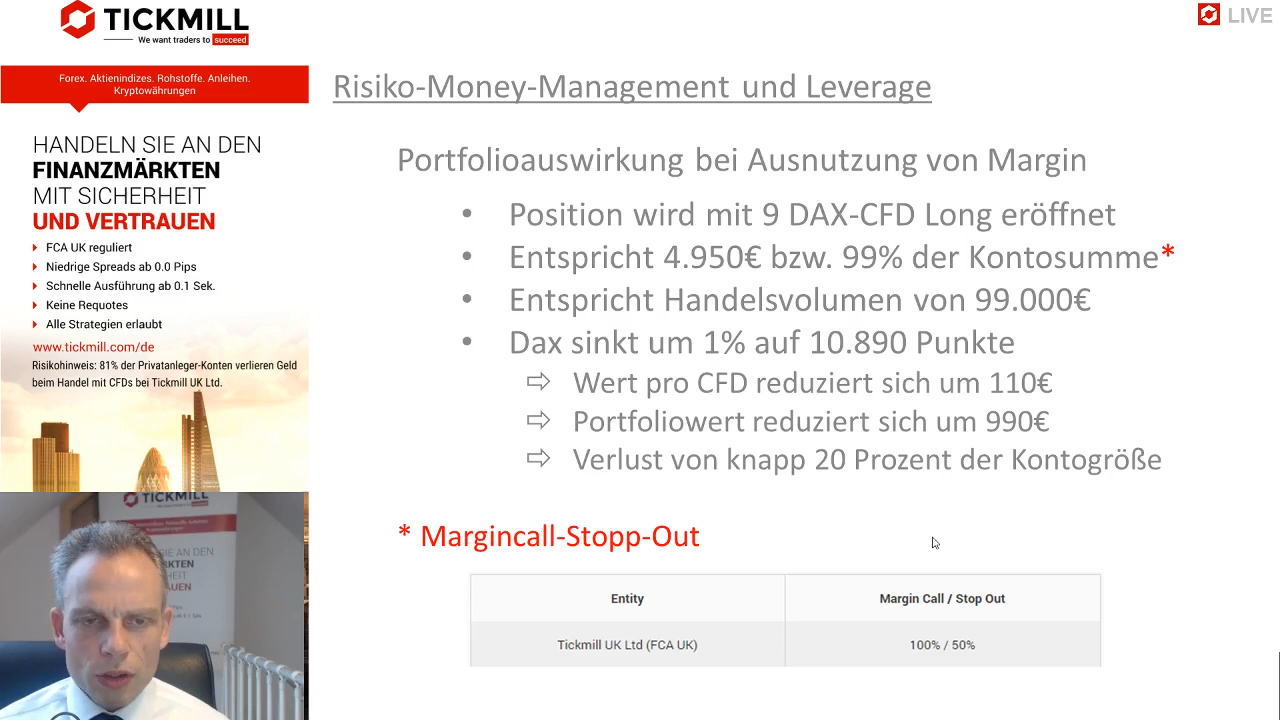 TICKMILL
We want traders to succeed
LIVE
Forex. Aktienindizes. Rohstoffe. Anleihen.
Kryptowährungen
HANDELN SIE AN DEN
FINANZMÄRKTEN
MIT SICHERHEIT
UND VERTRAUEN
FCA UK reguliert
Niedrige Spreads ab 0.0 Pips
Schnelle Ausführung ab 0.1 Sek.
Keine Requotes
Alle Strategien erlaubt
www.tickmill.com/de
Risikohinweis: 81% der Privatanleger-Konten verlieren Geld
beim Handel mit CFDs bei Tickmill UK Ltd.
Risiko-Money-Management und Leverage
Portfolioauswirkung bei Ausnutzung von Margin
• Position wird mit 9 DAX-CFD Long eröffnet
• Entspricht 4.950€ bzw. 99% der Kontosumme*
• Entspricht Handelsvolumen von 99.000€
• Dax sinkt um 1% auf 10.890 Punkte
⇨ Wert pro CFD reduziert sich um 110€
⇨ Portfoliowert reduziert sich um 990€
⇨ Verlust von knapp 20 Prozent der Kontogröße
* Margincall-Stopp-Out
Entity Margin Call / Stop Out
Tickmill UK Ltd (FCA UK) 100% / 50%
TICKMILL
SIE AN DEN